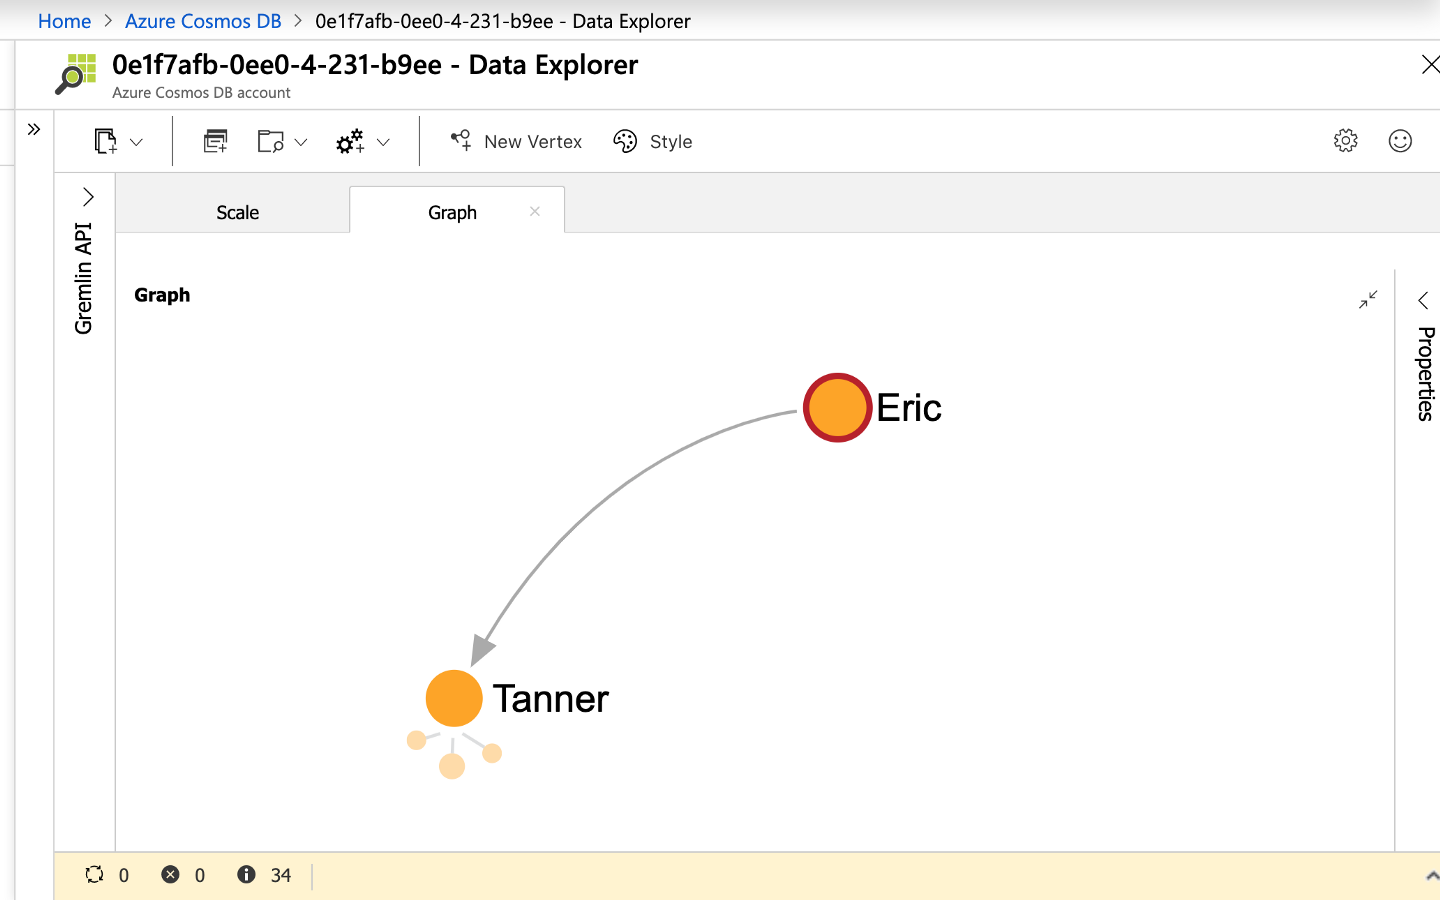 Home > Azure Cosmos DB > 0e1f7afb-0ee0-4-231-b9ee - Data Explorer
0e1f7afb-0ee0-4-231-b9ee - Data Explorer
Azure Cosmos DB account
New Vertex Style
Scale Graph
Gremlin API
Graph
Properties
Eric
Tanner
0 0 34